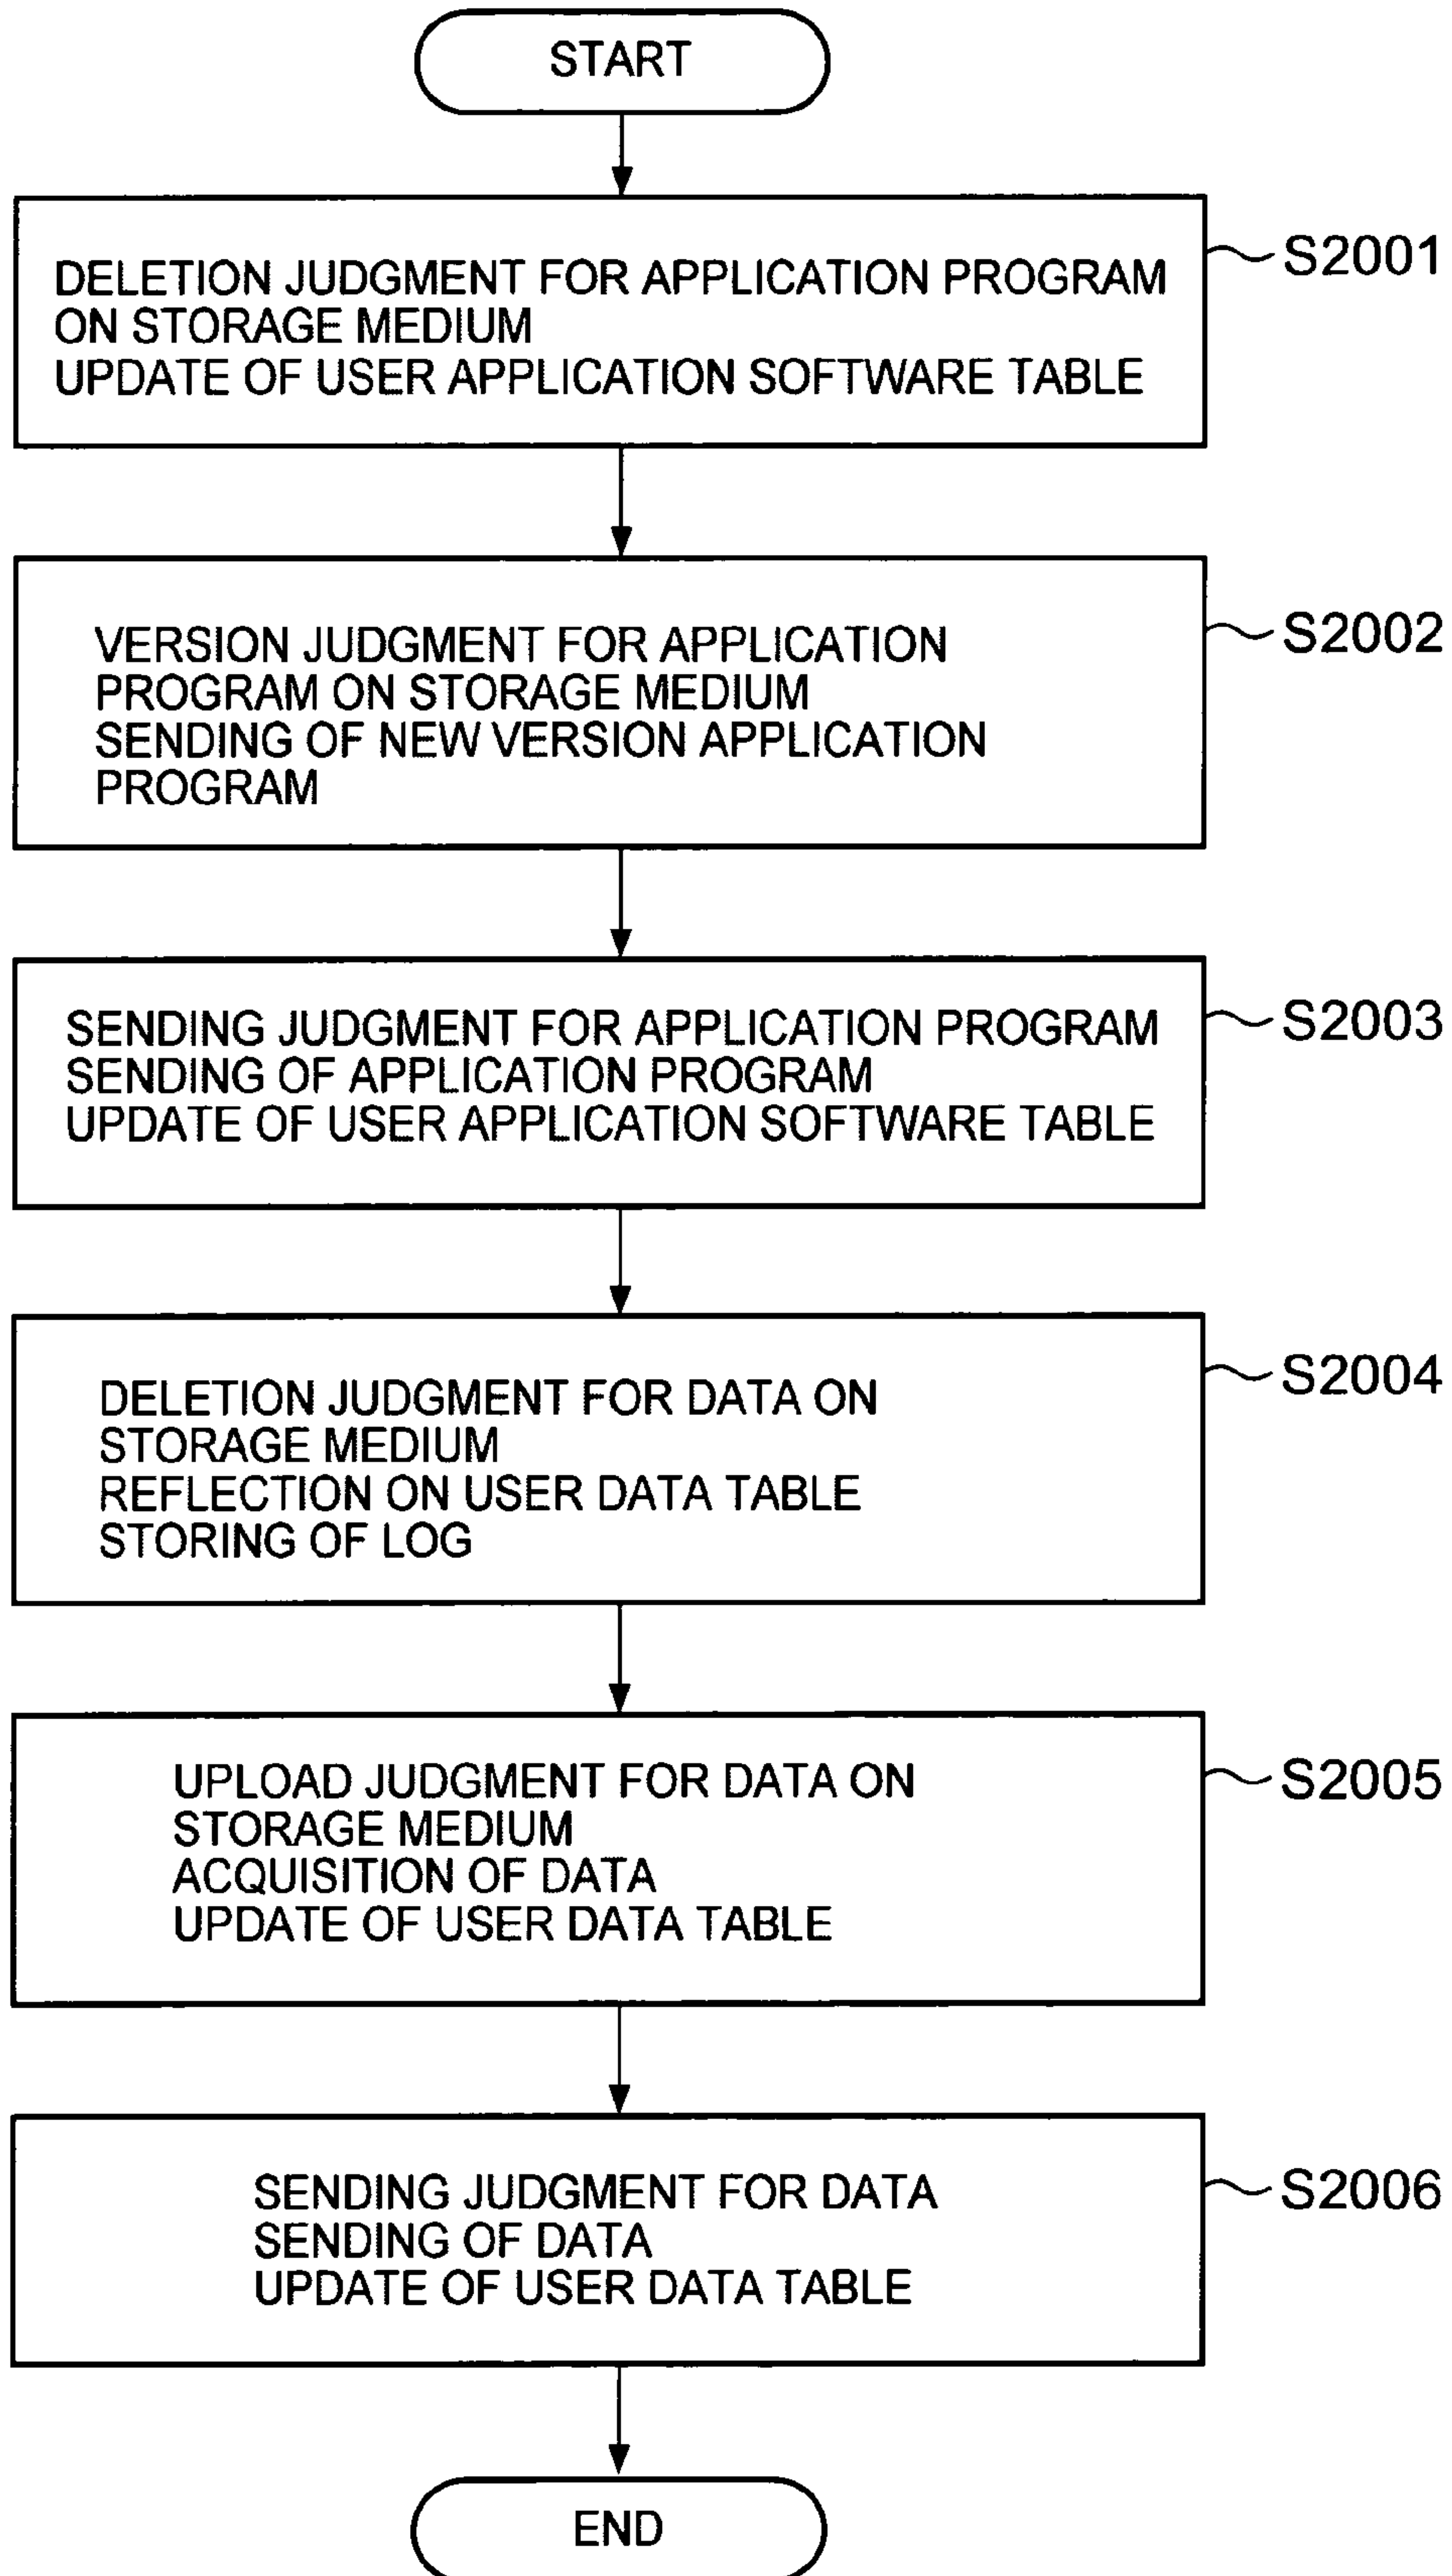 START
DELETION JUDGMENT FOR APPLICATION PROGRAM
ON STORAGE MEDIUM
UPDATE OF USER APPLICATION SOFTWARE TABLE
S2001
VERSION JUDGMENT FOR APPLICATION
PROGRAM ON STORAGE MEDIUM
SENDING OF NEW VERSION APPLICATION
PROGRAM
S2002
SENDING JUDGMENT FOR APPLICATION PROGRAM
SENDING OF APPLICATION PROGRAM
UPDATE OF USER APPLICATION SOFTWARE TABLE
S2003
DELETION JUDGMENT FOR DATA ON
STORAGE MEDIUM
REFLECTION ON USER DATA TABLE
STORING OF LOG
S2004
UPLOAD JUDGMENT FOR DATA ON
STORAGE MEDIUM
ACQUISITION OF DATA
UPDATE OF USER DATA TABLE
S2005
SENDING JUDGMENT FOR DATA
SENDING OF DATA
UPDATE OF USER DATA TABLE
S2006
END